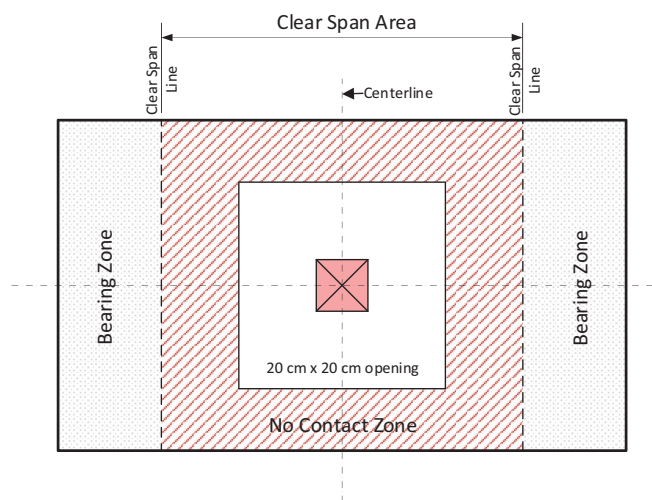 Clear Span Area
Clear Span
Line
Clear Span
Line
Centerline
Bearing Zone
Bearing Zone
20 cm x 20 cm opening
No Contact Zone